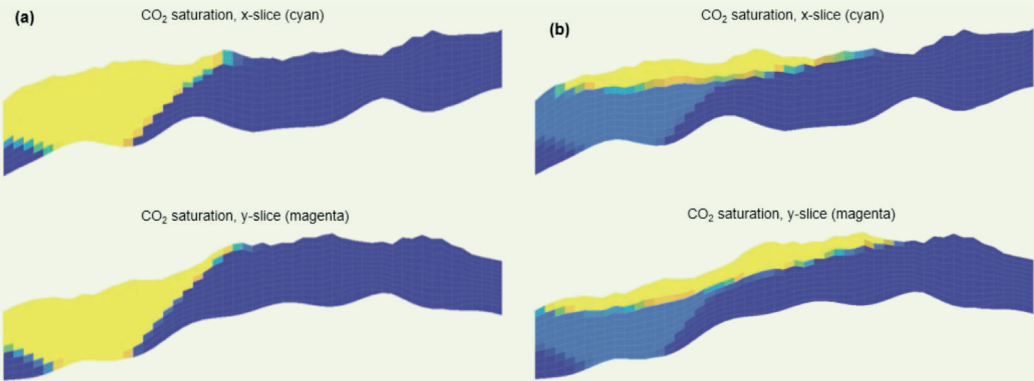 (a)
CO₂ saturation, x-slice (cyan)
(b)
CO₂ saturation, x-slice (cyan)
CO₂ saturation, y-slice (magenta)
CO₂ saturation, y-slice (magenta)